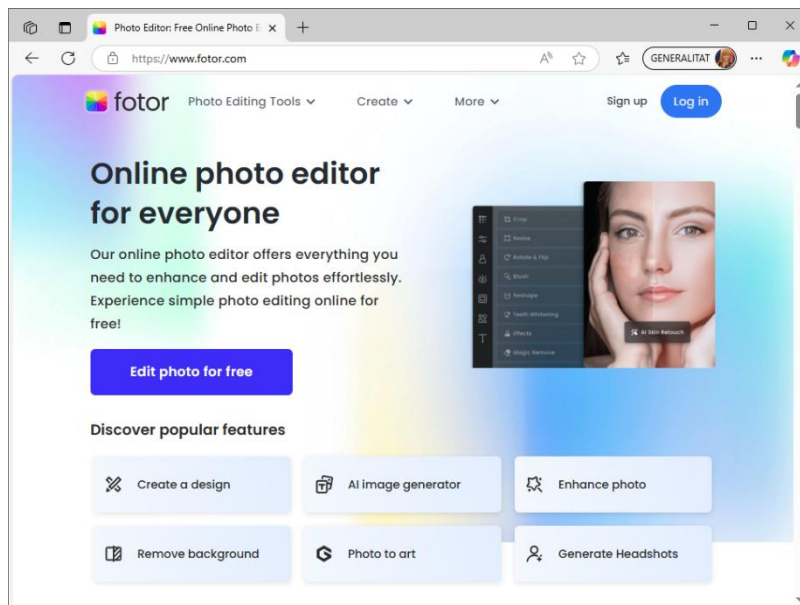 Photo Editor: Free Online Photo E
https://www.fotor.com
GENERALITAT
fotor
Photo Editing Tools
Create
More
Sign up
Log in
Online photo editor
for everyone
Our online photo editor offers everything you
need to enhance and edit photos effortlessly.
Experience simple photo editing online for
free!
Edit photo for free
Crop
Resize
Rotate & Flip
Blush
Reshape
Teeth Whitening
Effects
Magic Remove
AI Skin Retouch
Discover popular features
Create a design
AI image generator
Enhance photo
Remove background
Photo to art
Generate Headshots